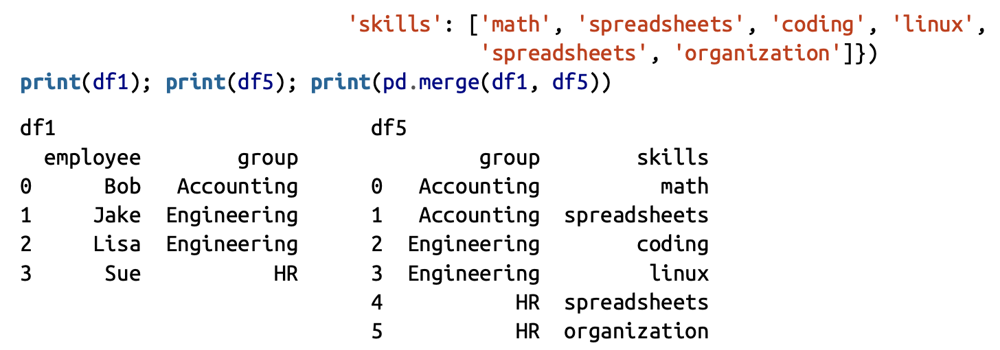 'skills': ['math', 'spreadsheets', 'coding', 'linux',
'spreadsheets', 'organization']})
print(df1); print(df5); print(pd.merge(df1, df5))
df1 df5
employee group group skills
0 Bob Accounting 0 Accounting math
1 Jake Engineering 1 Accounting spreadsheets
2 Lisa Engineering 2 Engineering coding
3 Sue HR 3 Engineering linux
4 HR spreadsheets
5 HR organization